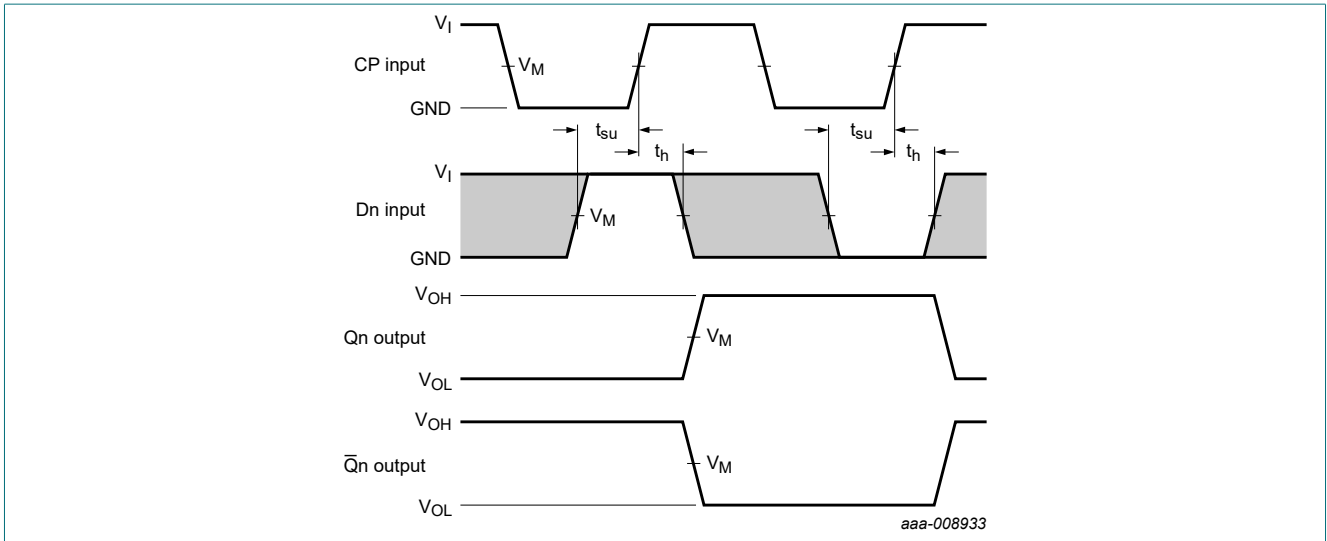 V_I
CP input
V_M
GND
t_su
t_su
t_h
t_h
V_I
Dn input
V_M
GND
V_OH
Qn output
V_M
V_OL
V_OH
Q̅n output
V_M
V_OL
aaa-008933